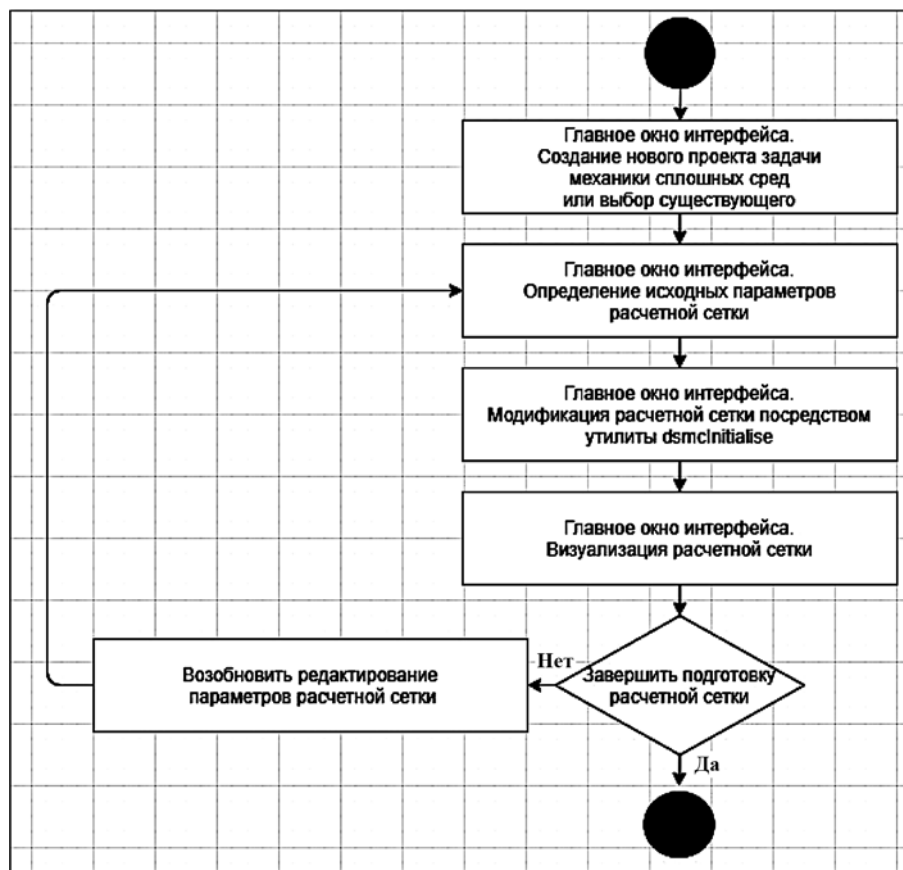 Главное окно интерфейса.
Создание нового проекта задачи
механики сплошных сред
или выбор существующего
Главное окно интерфейса.
Определение исходных параметров
расчетной сетки
Главное окно интерфейса.
Модификация расчетной сетки посредством
утилиты dsmcInitialise
Главное окно интерфейса.
Визуализация расчетной сетки
Завершить подготовку
расчетной сетки
Нет
Возобновить редактирование
параметров расчетной сетки
Да